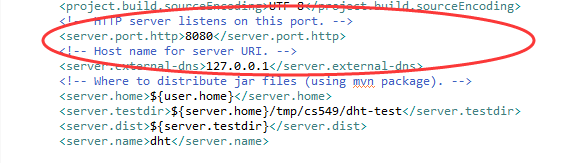 <project.build.sourceEncoding>UTF-8</project.build.sourceEncoding>
<!-- HTTP server listens on this port. -->
<server.port.http>8080</server.port.http>
<!-- Host name for server URI. -->
<server.external-dns>127.0.0.1</server.external-dns>
<!-- Where to distribute jar files (using mvn package). -->
<server.home>${user.home}</server.home>
<server.testdir>${server.home}/tmp/cs549/dht-test</server.testdir>
<server.dist>${server.testdir}</server.dist>
<server.name>dht</server.name>